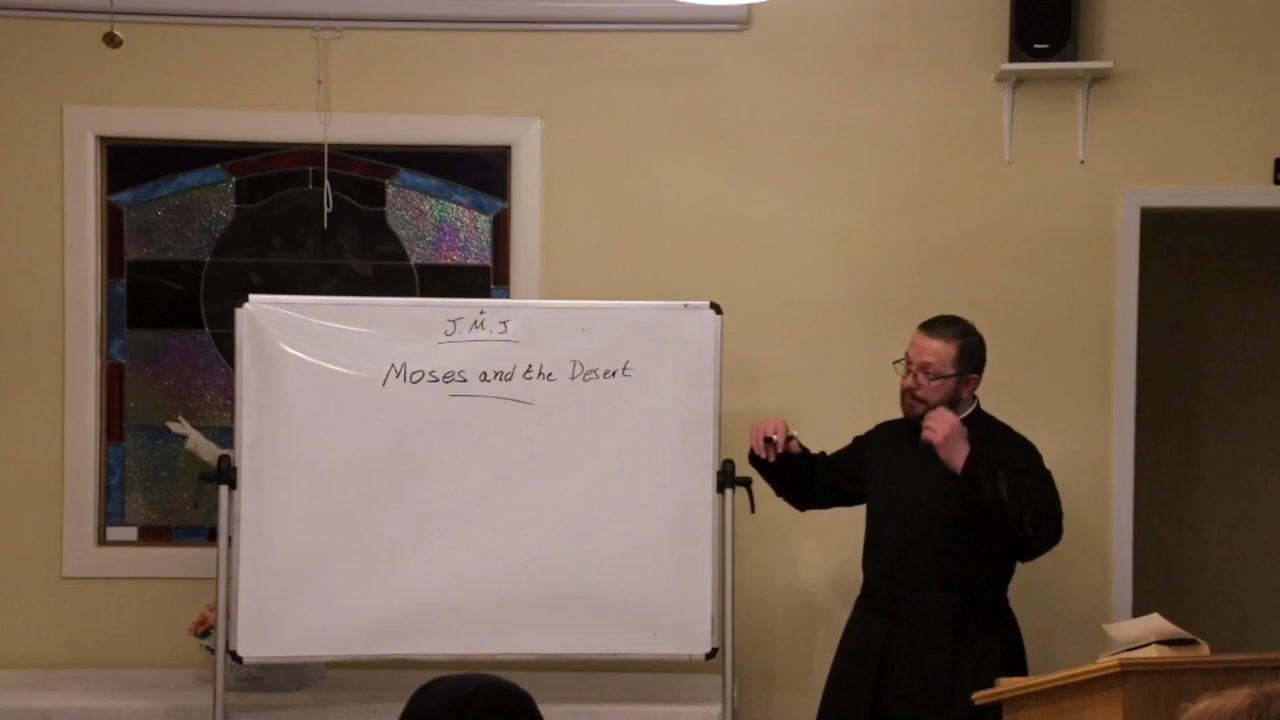 J. M. J.
Moses and the Desert